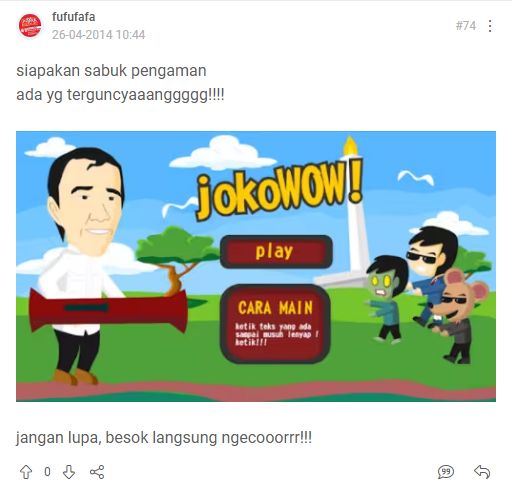 fufufafa
26-04-2014 10:44
#74
siapakan sabuk pengaman
ada yg terguncyaaanggggg!!!!
jokoWOW!
play
CARA MAIN
ketik teks yang ada
sampai musuh lenyap !
ketik!!!
jangan lupa, besok langsung ngecooorrr!!!
0
99